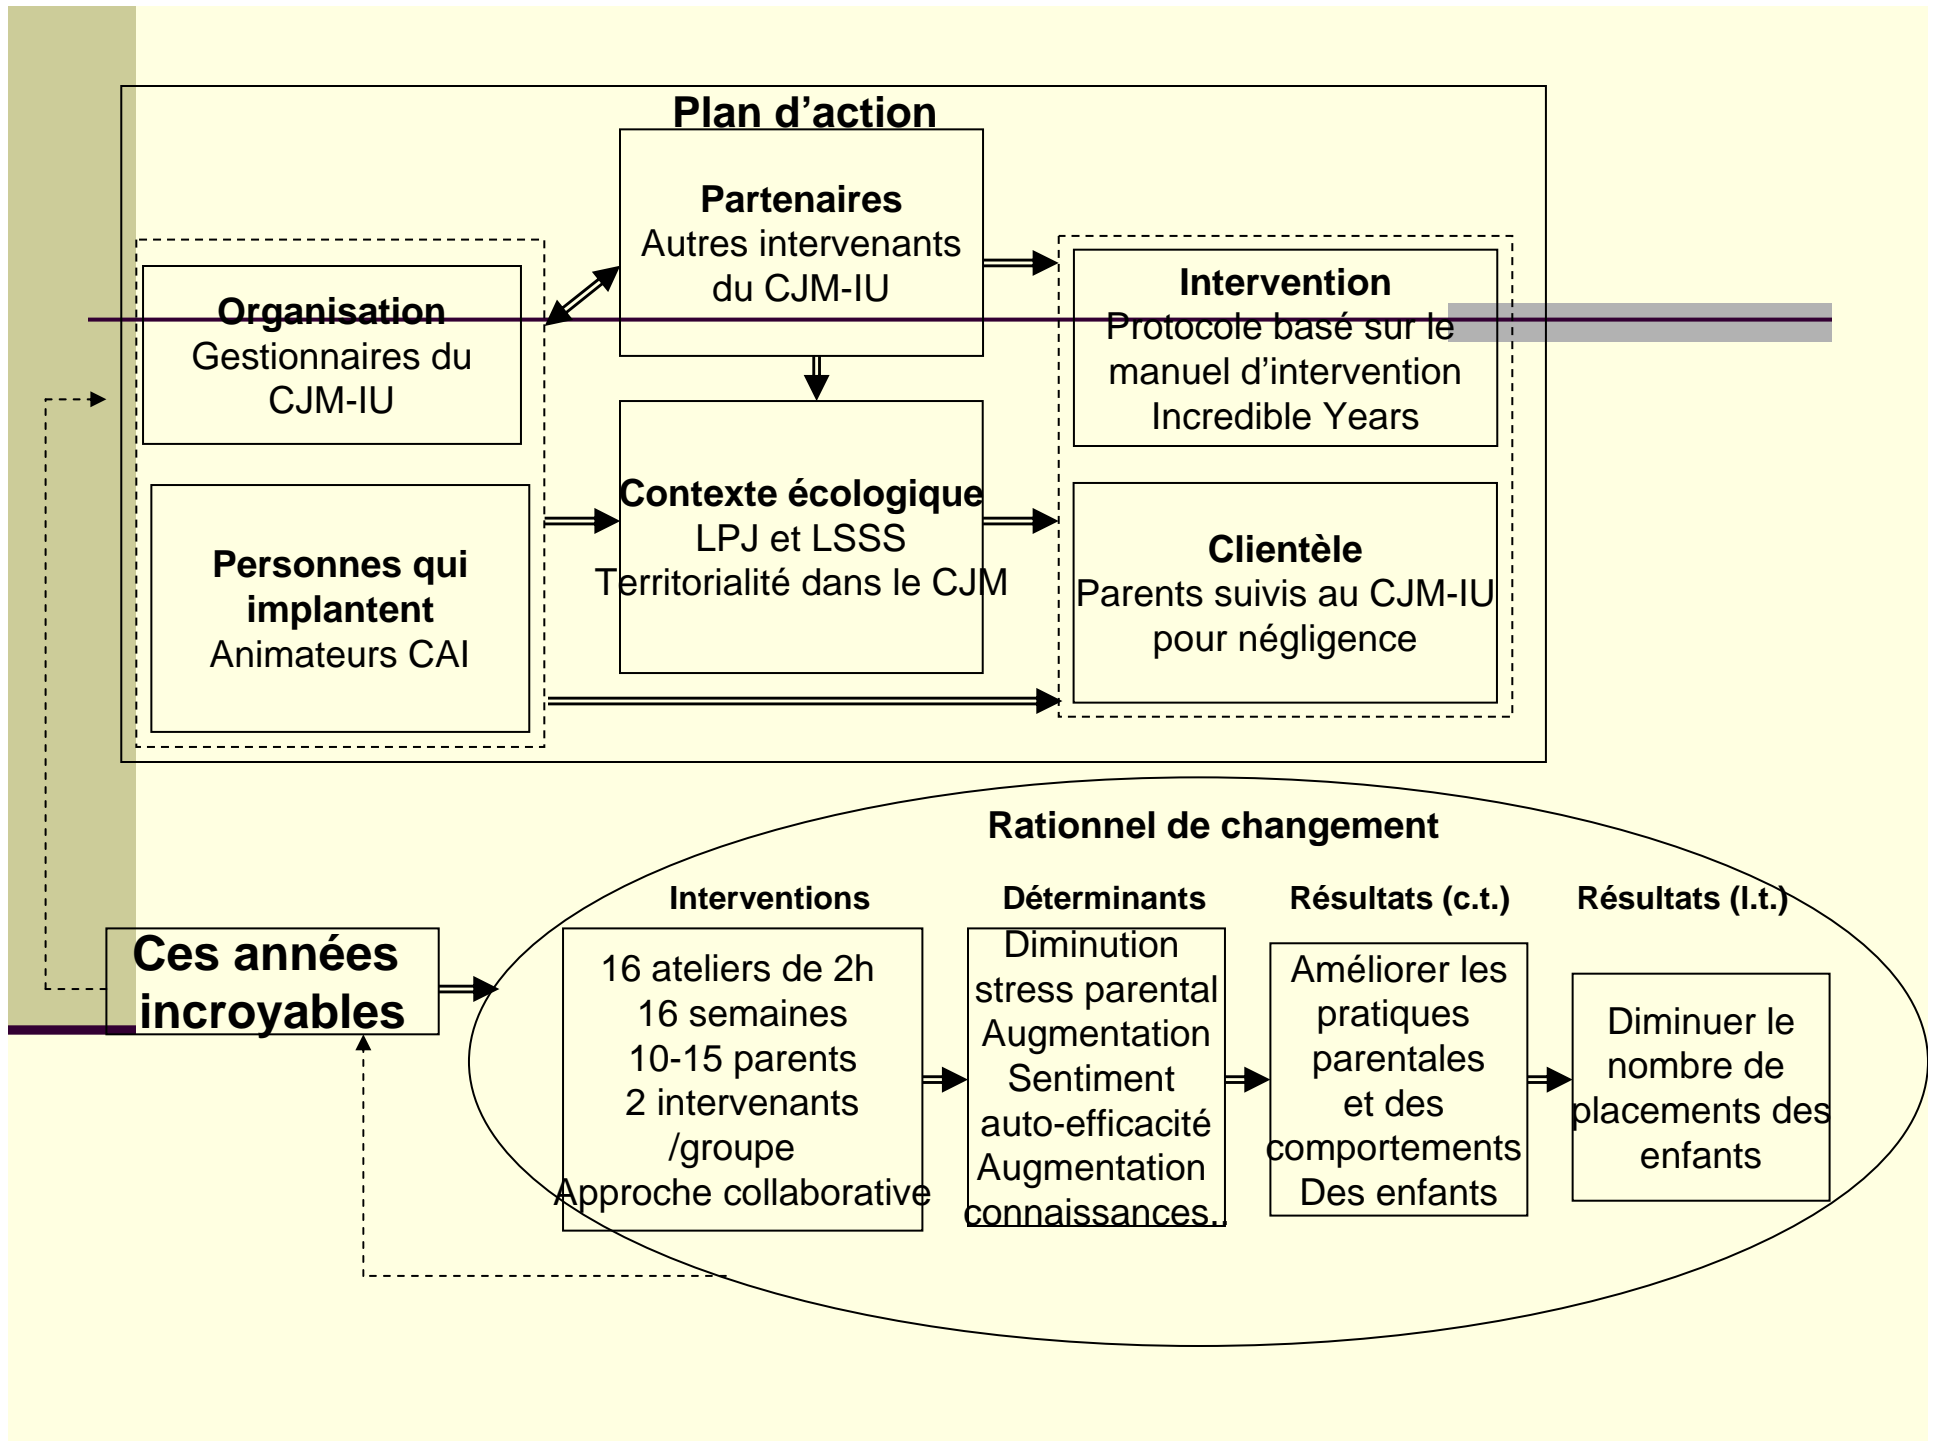 Plan d’action
Partenaires
Autres intervenants
du CJM-IU
Organisation
Gestionnaires du
CJM-IU
Intervention
Protocole basé sur le
manuel d’intervention
Incredible Years
Personnes qui
implantent
Animateurs CAI
Contexte écologique
LPJ et LSSS
Territorialité dans le CJM
Clientèle
Parents suivis au CJM-IU
pour négligence
Rationnel de changement
Ces années
incroyables
Interventions
16 ateliers de 2h
16 semaines
10-15 parents
2 intervenants
/groupe
Approche collaborative
Déterminants
Diminution
stress parental
Augmentation
Sentiment
auto-efficacité
Augmentation
connaissances..
Résultats (c.t.)
Améliorer les
pratiques
parentales
et des
comportements
Des enfants
Résultats (l.t.)
Diminuer le
nombre de
placements des
enfants